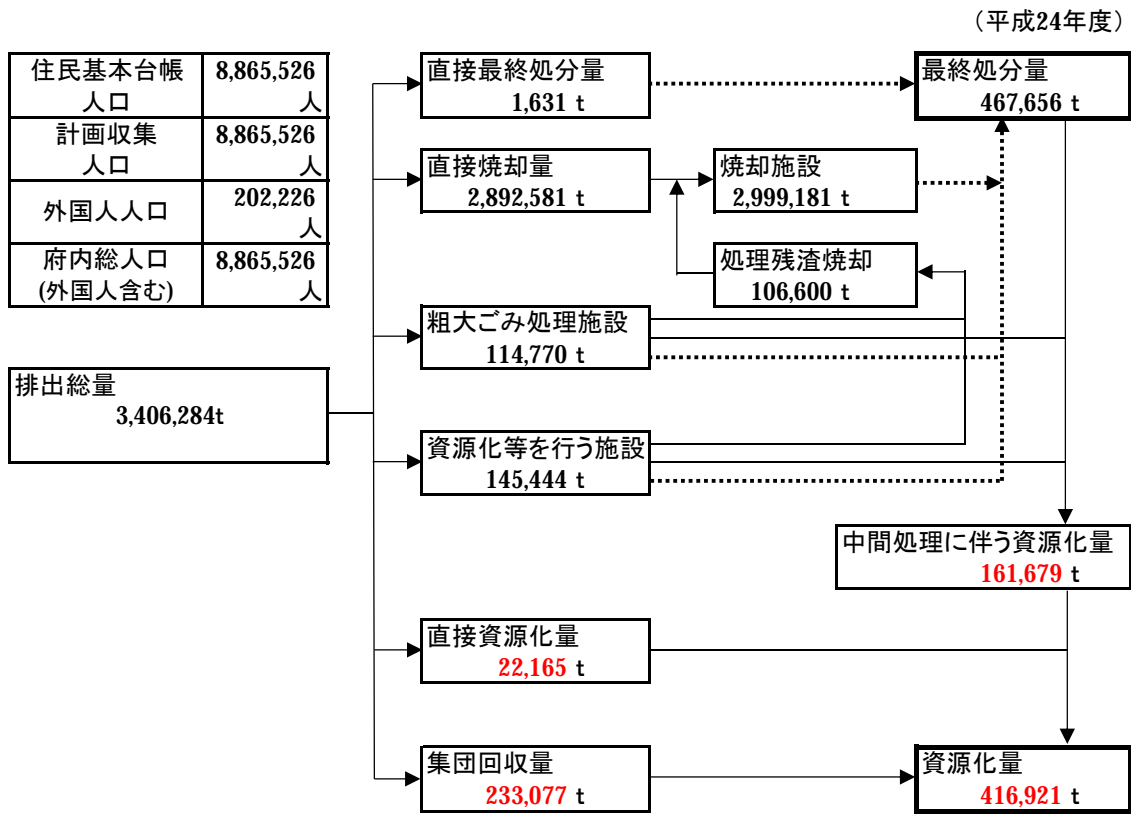 （平成24年度）
住民基本台帳
人口
8,865,526
人
計画収集
人口
8,865,526
人
外国人人口
202,226
人
府内総人口
(外国人含む)
8,865,526
人
排出総量
3,406,284t
直接最終処分量
1,631 t
最終処分量
467,656 t
直接焼却量
2,892,581 t
焼却施設
2,999,181 t
処理残渣焼却
106,600 t
粗大ごみ処理施設
114,770 t
資源化等を行う施設
145,444 t
中間処理に伴う資源化量
161,679 t
直接資源化量
22,165 t
集団回収量
233,077 t
資源化量
416,921 t